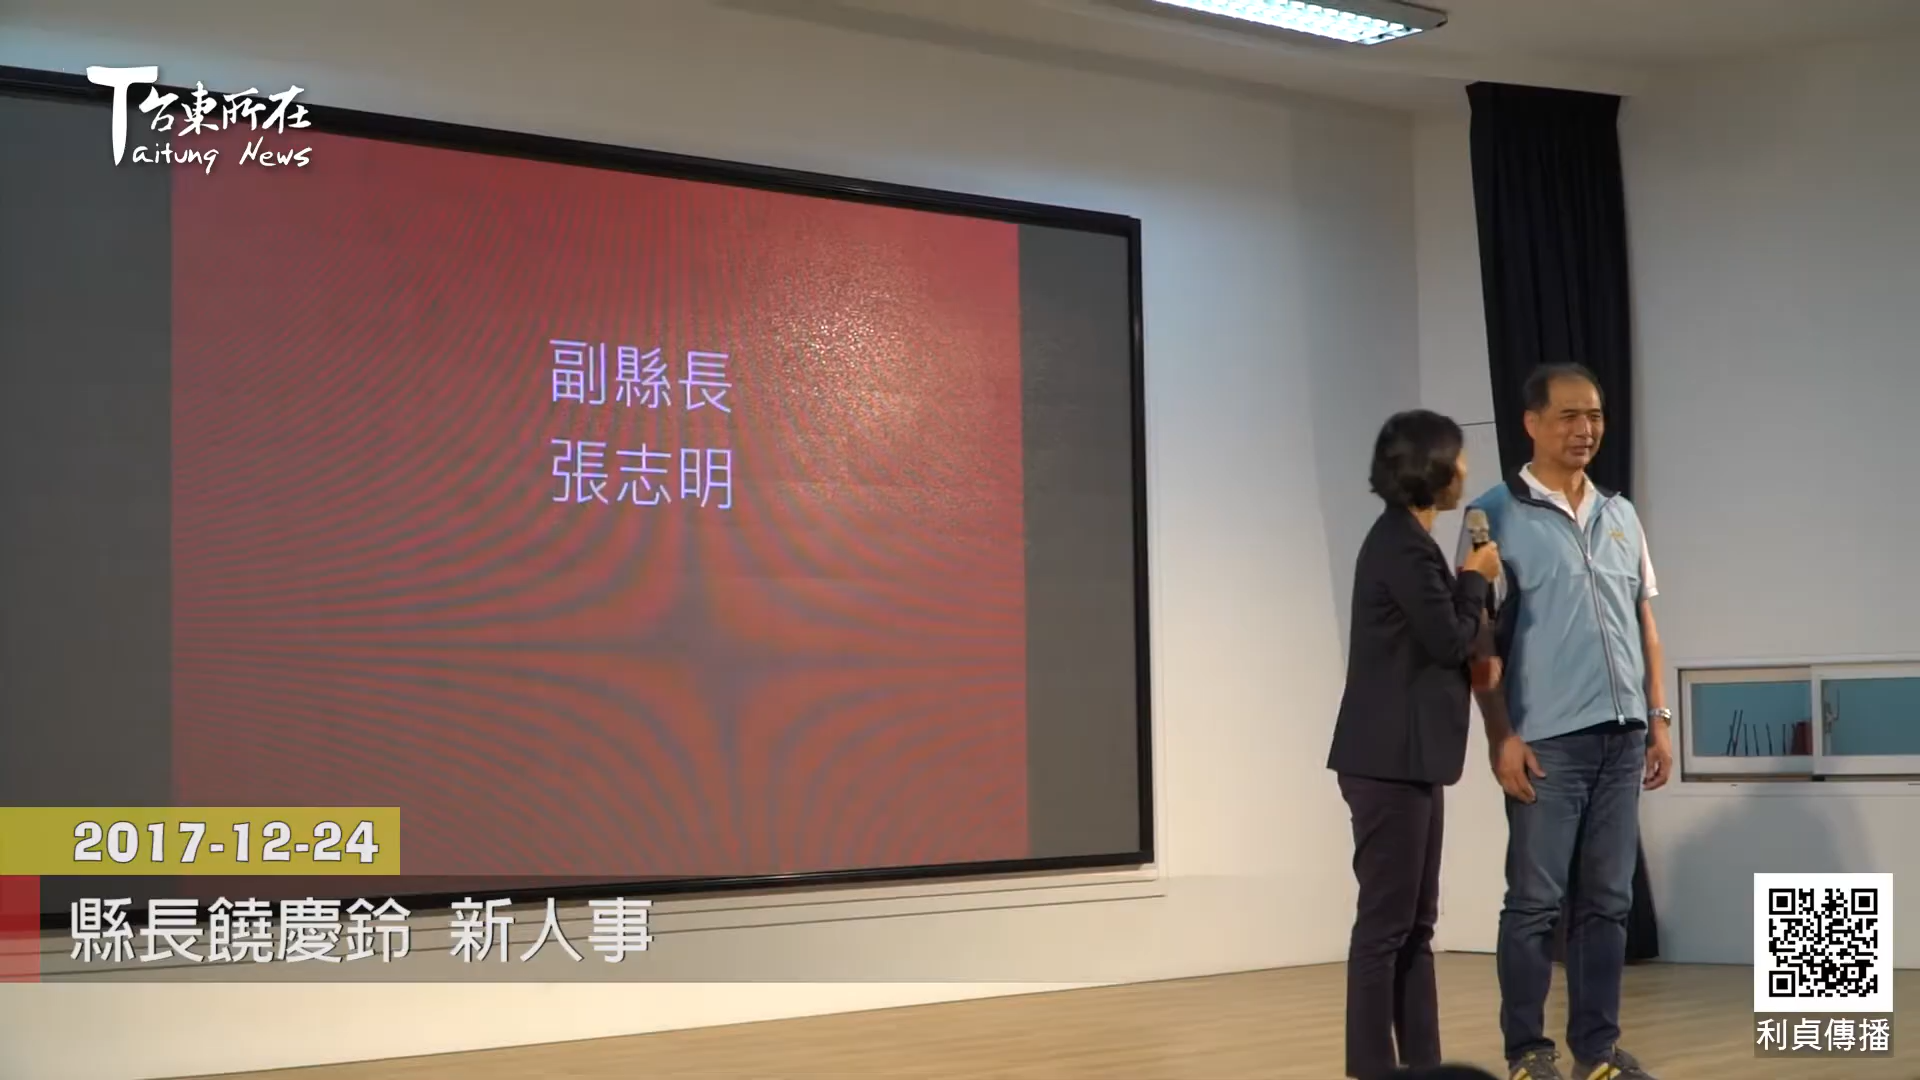 台東所在
Taitung News
副縣長
張志明
2017-12-24
縣長饒慶鈴 新人事
利貞傳播